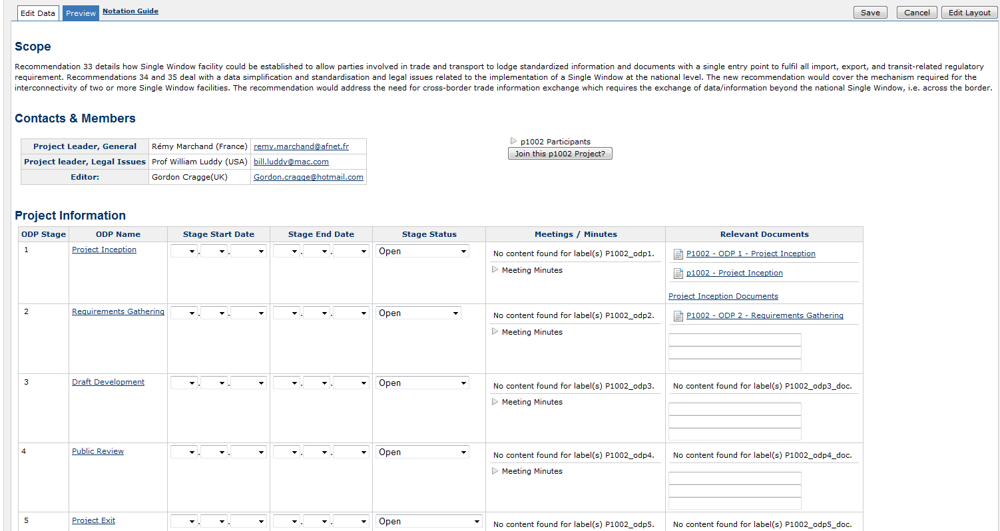 Edit Data Preview Notation Guide Save Cancel Edit Layout
Scope
Recommendation 33 details how Single Window facility could be established to allow parties involved in trade and transport to lodge standardized information and documents with a single entry point to fulfil all import, export, and transit-related regulatory
requirement. Recommendations 34 and 35 deal with a data simplification and standardisation and legal issues related to the implementation of a Single Window at the national level. The new recommendation would cover the mechanism required for the
interconnectivity of two or more Single Window facilities. The recommendation would address the need for cross-border trade information exchange which requires the exchange of data/information beyond the national Single Window, i.e. across the border.
Contacts & Members
Project Leader, General Rémy Marchand (France) remy.marchand@afnet.fr
Project leader, Legal Issues Prof William Luddy (USA) bill.luddy@mac.com
Editor: Gordon Cragge(UK) Gordon.cragge@hotmail.com
p1002 Participants
Join this p1002 Project?
Project Information
ODP Stage ODP Name Stage Start Date Stage End Date Stage Status Meetings / Minutes Relevant Documents
1 Project Inception . . . . Open No content found for label(s) P1002_odp1. P1002 - ODP 1 - Project Inception
Meeting Minutes p1002 - Project Inception
Project Inception Documents
2 Requirements Gathering . . . . Open No content found for label(s) P1002_odp2. P1002 - ODP 2 - Requirements Gathering
Meeting Minutes
3 Draft Development . . . . Open No content found for label(s) P1002_odp3. No content found for label(s) P1002_odp3_doc.
Meeting Minutes
4 Public Review . . . . Open No content found for label(s) P1002_odp4. No content found for label(s) P1002_odp4_doc.
Meeting Minutes
5 Project Exit . . . . Open No content found for label(s) P1002_odp5. No content found for label(s) P1002_odp5_doc.